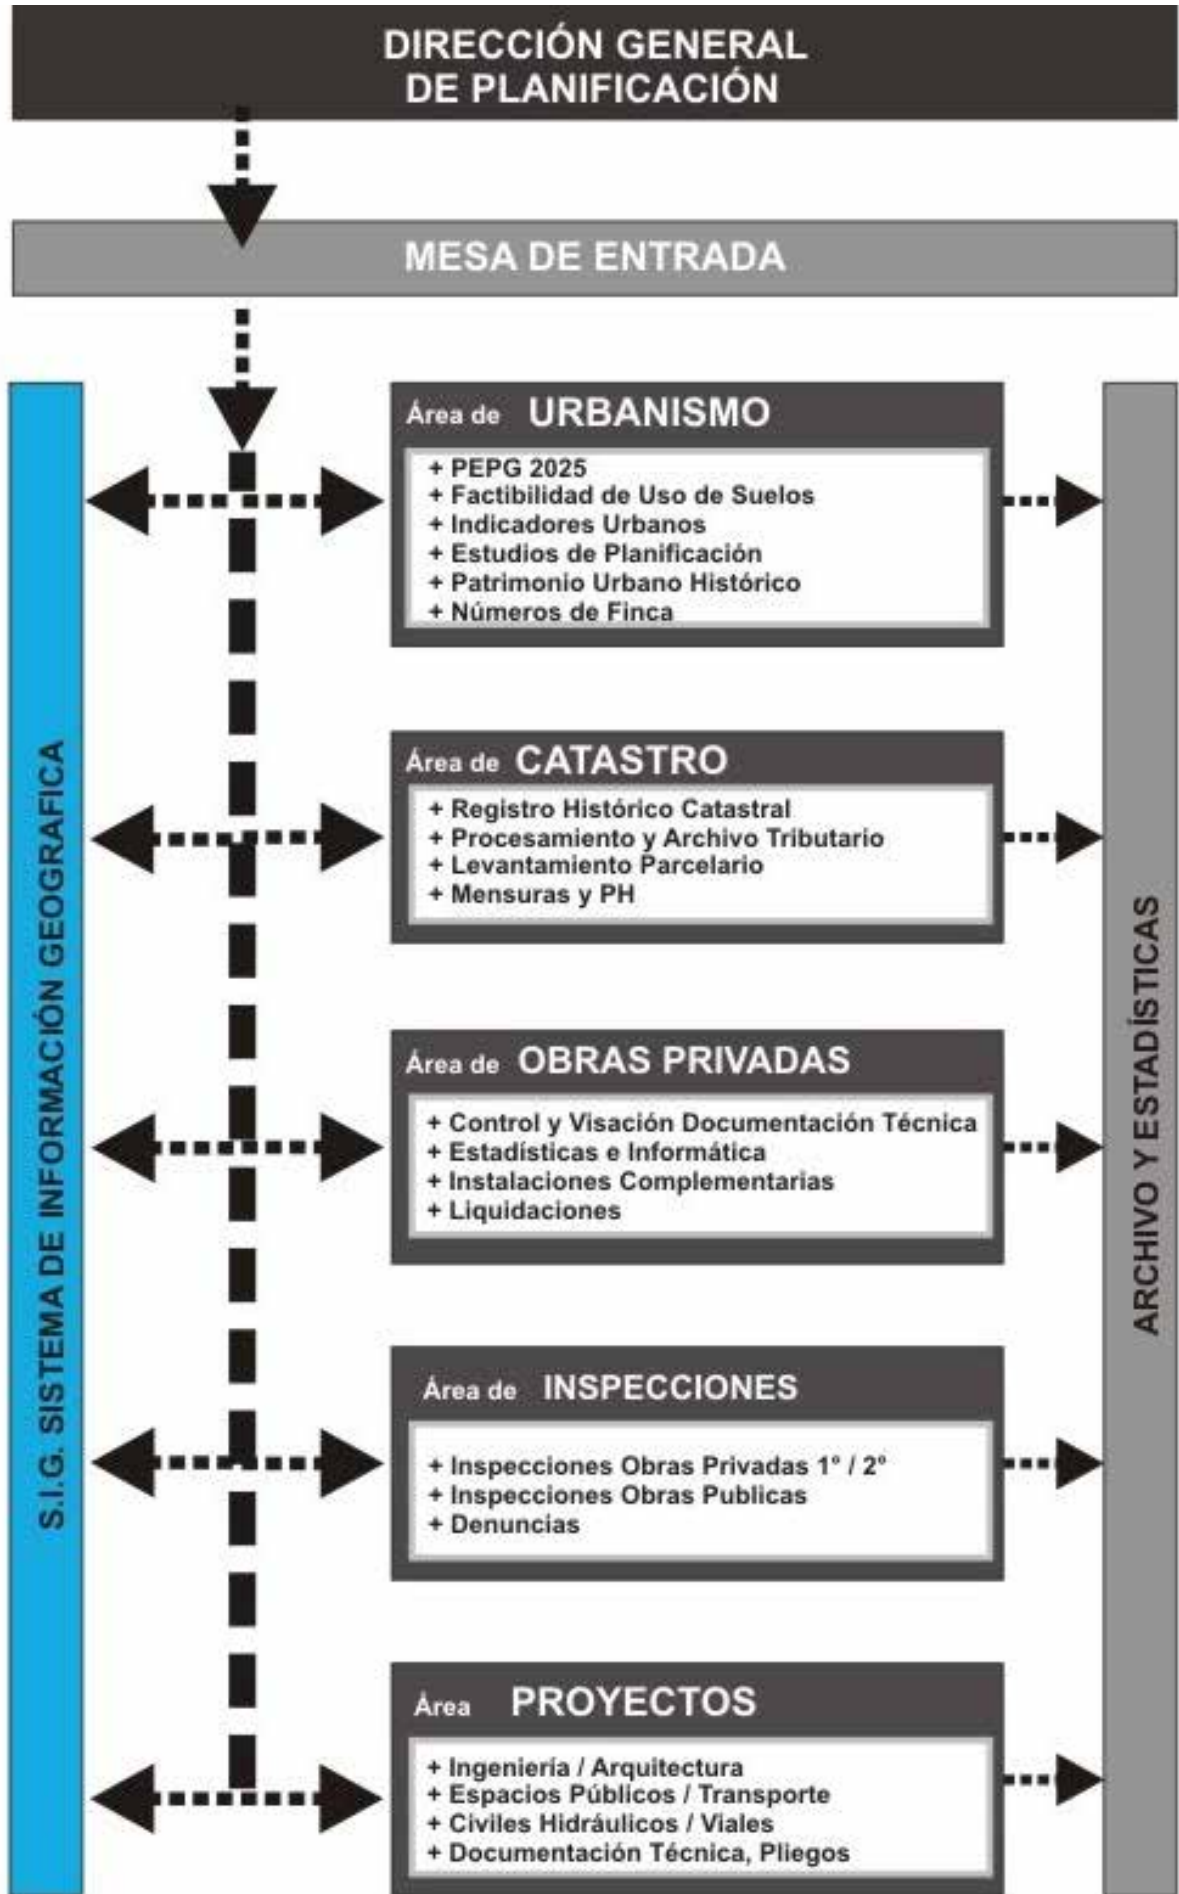 DIRECCIÓN GENERAL
DE PLANIFICACIÓN
MESA DE ENTRADA
S.I.G. SISTEMA DE INFORMACIÓN GEOGRAFICA
Área de URBANISMO
+ PEPG 2025
+ Factibilidad de Uso de Suelos
+ Indicadores Urbanos
+ Estudios de Planificación
+ Patrimonio Urbano Histórico
+ Números de Finca
Área de CATASTRO
+ Registro Histórico Catastral
+ Procesamiento y Archivo Tributario
+ Levantamiento Parcelario
+ Mensuras y PH
Área de OBRAS PRIVADAS
+ Control y Visación Documentación Técnica
+ Estadísticas e Informática
+ Instalaciones Complementarias
+ Liquidaciones
Área de INSPECCIONES
+ Inspecciones Obras Privadas 1° / 2°
+ Inspecciones Obras Publicas
+ Denuncias
Área PROYECTOS
+ Ingeniería / Arquitectura
+ Espacios Públicos / Transporte
+ Civiles Hidráulicos / Viales
+ Documentación Técnica, Pliegos
ARCHIVO Y ESTADÍSTICAS